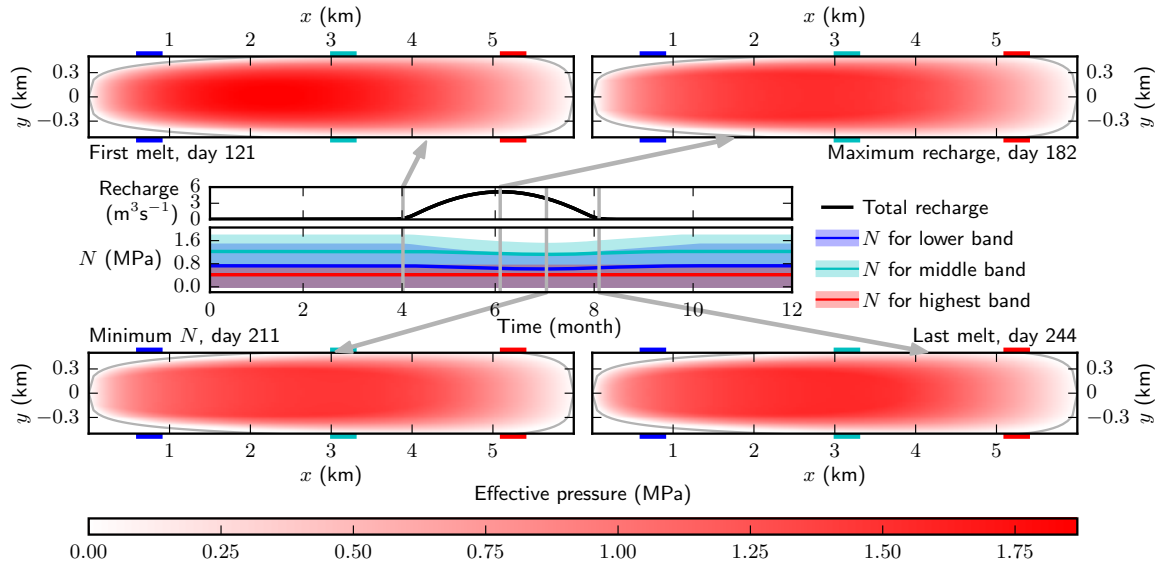 x (km)
x (km)
1 2 3 4 5
1 2 3 4 5
y (km)
0.3
0
−0.3
0.3
0
−0.3
y (km)
First melt, day 121
Maximum recharge, day 182
Recharge
(m³s⁻¹)
6
3
0
N (MPa)
1.6
0.8
0.0
0 2 4 6 8 10 12
Time (month)
Total recharge
N for lower band
N for middle band
N for highest band
Minimum N, day 211
Last melt, day 244
y (km)
0.3
0
−0.3
0.3
0
−0.3
y (km)
1 2 3 4 5
1 2 3 4 5
x (km)
x (km)
Effective pressure (MPa)
0.00 0.25 0.50 0.75 1.00 1.25 1.50 1.75